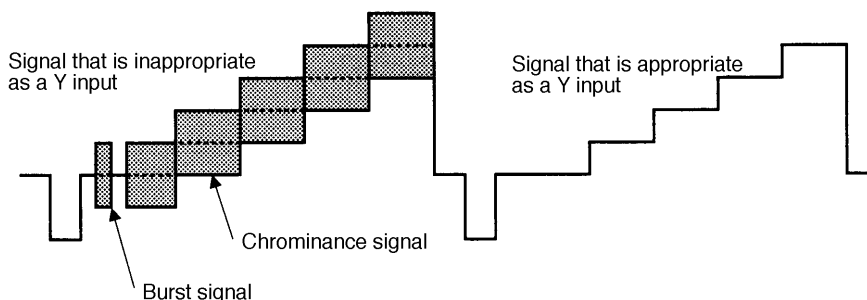 Signal that is inappropriate
as a Y input
Signal that is appropriate
as a Y input
Chrominance signal
Burst signal